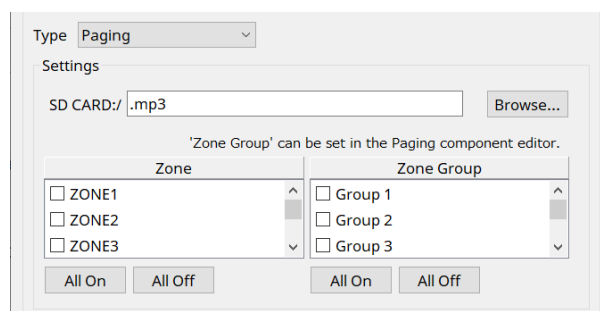 Type Paging
Settings
SD CARD:/ .mp3 Browse...
'Zone Group' can be set in the Paging component editor.
Zone Zone Group
ZONE1 Group 1
ZONE2 Group 2
ZONE3 Group 3
All On All Off All On All Off